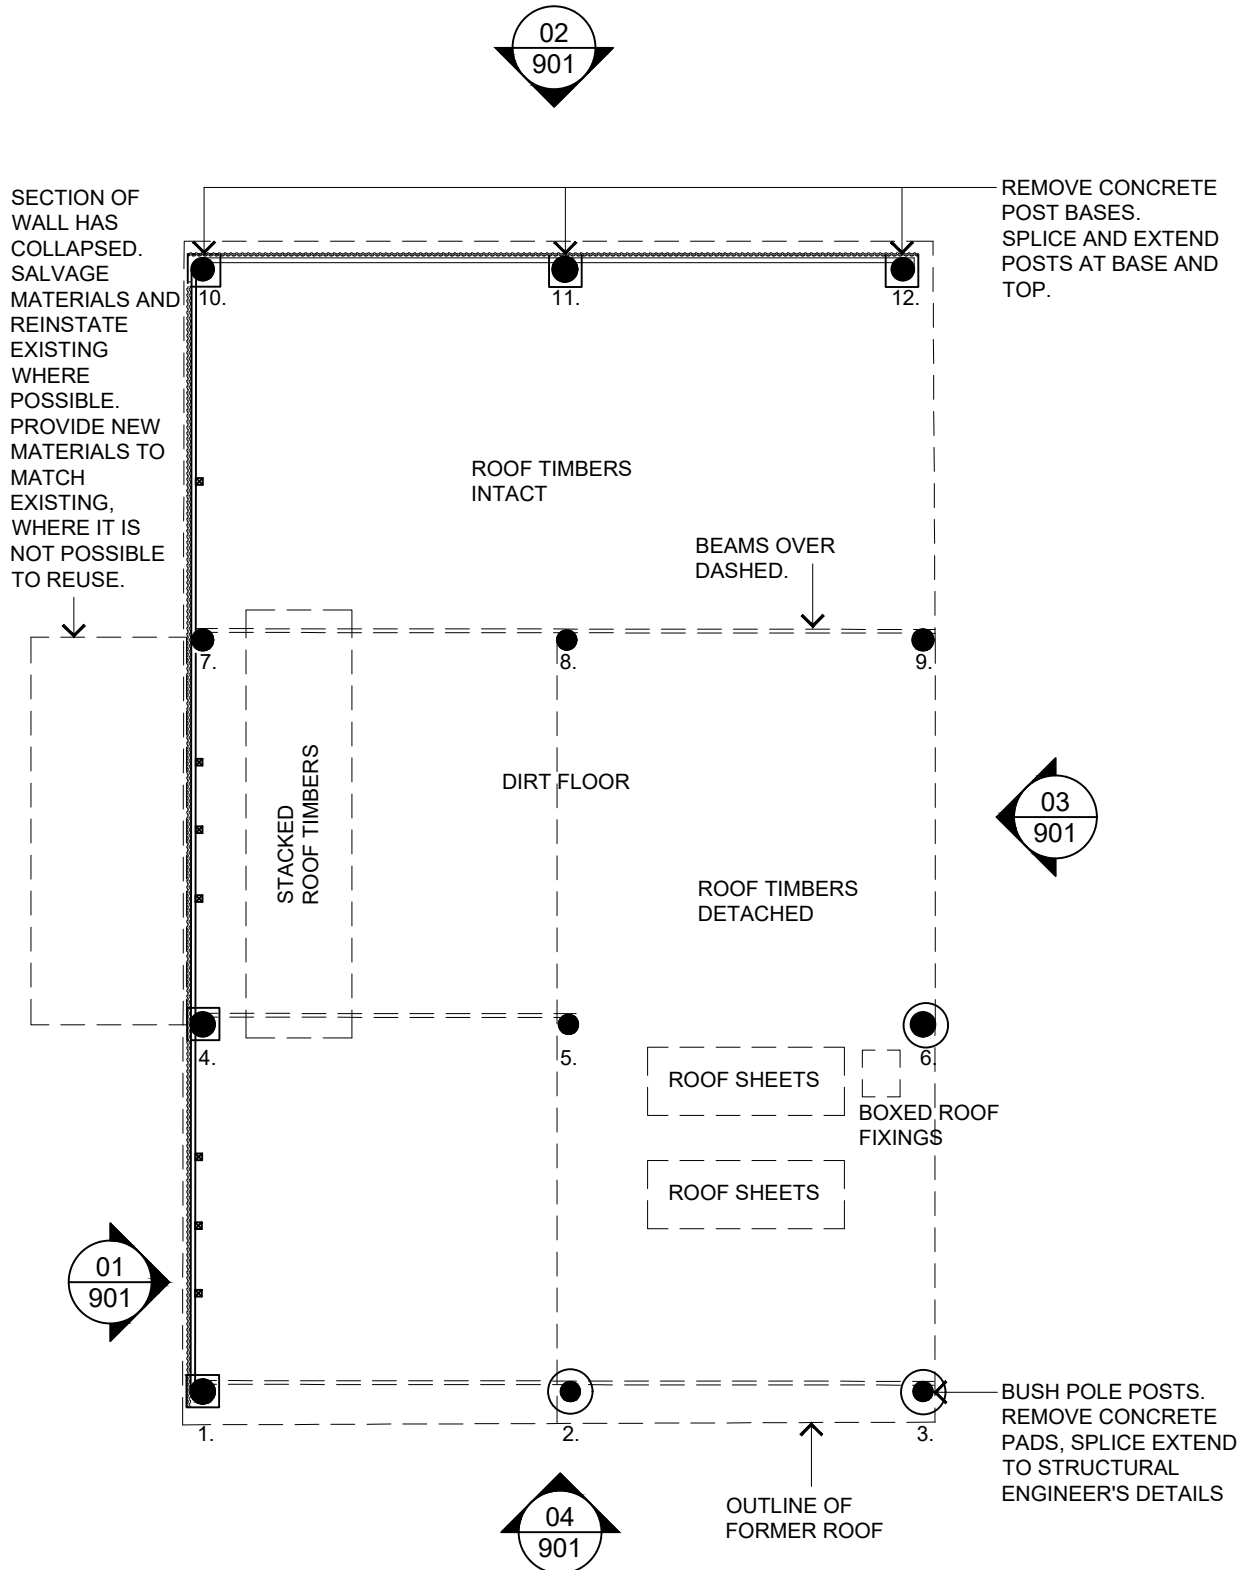 02
901
SECTION OF
WALL HAS
COLLAPSED.
SALVAGE
MATERIALS AND
REINSTATE
EXISTING
WHERE
POSSIBLE.
PROVIDE NEW
MATERIALS TO
MATCH
EXISTING,
WHERE IT IS
NOT POSSIBLE
TO REUSE.
REMOVE CONCRETE
POST BASES.
SPLICE AND EXTEND
POSTS AT BASE AND
TOP.
10.
11.
12.
ROOF TIMBERS
INTACT
BEAMS OVER
DASHED.
7.
8.
9.
STACKED
ROOF TIMBERS
DIRT FLOOR
03
901
ROOF TIMBERS
DETACHED
4.
5.
6.
ROOF SHEETS
BOXED ROOF
FIXINGS
ROOF SHEETS
01
901
1.
2.
3.
BUSH POLE POSTS.
REMOVE CONCRETE
PADS, SPLICE EXTEND
TO STRUCTURAL
ENGINEER'S DETAILS
OUTLINE OF
FORMER ROOF
04
901